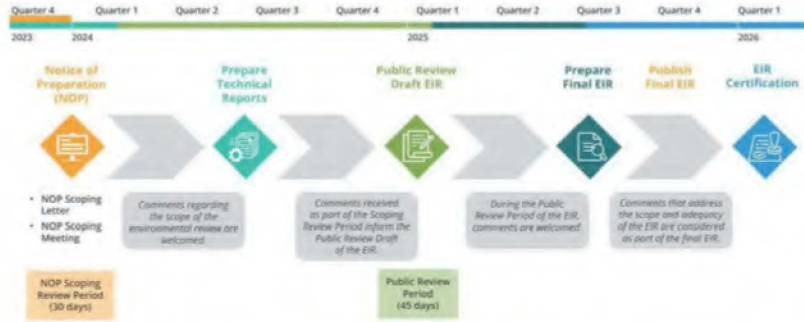 Quarter 4 Quarter 1 Quarter 2 Quarter 3 Quarter 4 Quarter 1 Quarter 2 Quarter 3 Quarter 4 Quarter 1
2023 2024 2025 2026
Notice of
Preparation
(NOP)
Prepare
Technical
Reports
Public Review
Draft EIR
Prepare
Final EIR
Publish
Final EIR
EIR
Certification
• NOP Scoping
Letter
• NOP Scoping
Meeting
Comments regarding
the scope of the
environmental review are
welcomed.
Comments received
as part of the Scoping
Review Period inform the
Public Review Draft
of the EIR.
During the Public
Review Period of the EIR,
comments are welcomed.
Comments that address
the scope and adequacy
of the EIR are considered
as part of the final EIR.
NOP Scoping
Review Period
(30 days)
Public Review
Period
(45 days)